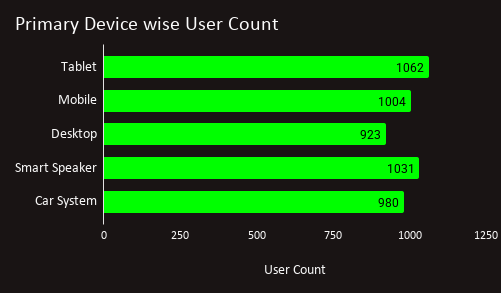 Primary Device wise User Count
Tablet 1062
Mobile 1004
Desktop 923
Smart Speaker 1031
Car System 980
0 250 500 750 1000 1250
User Count